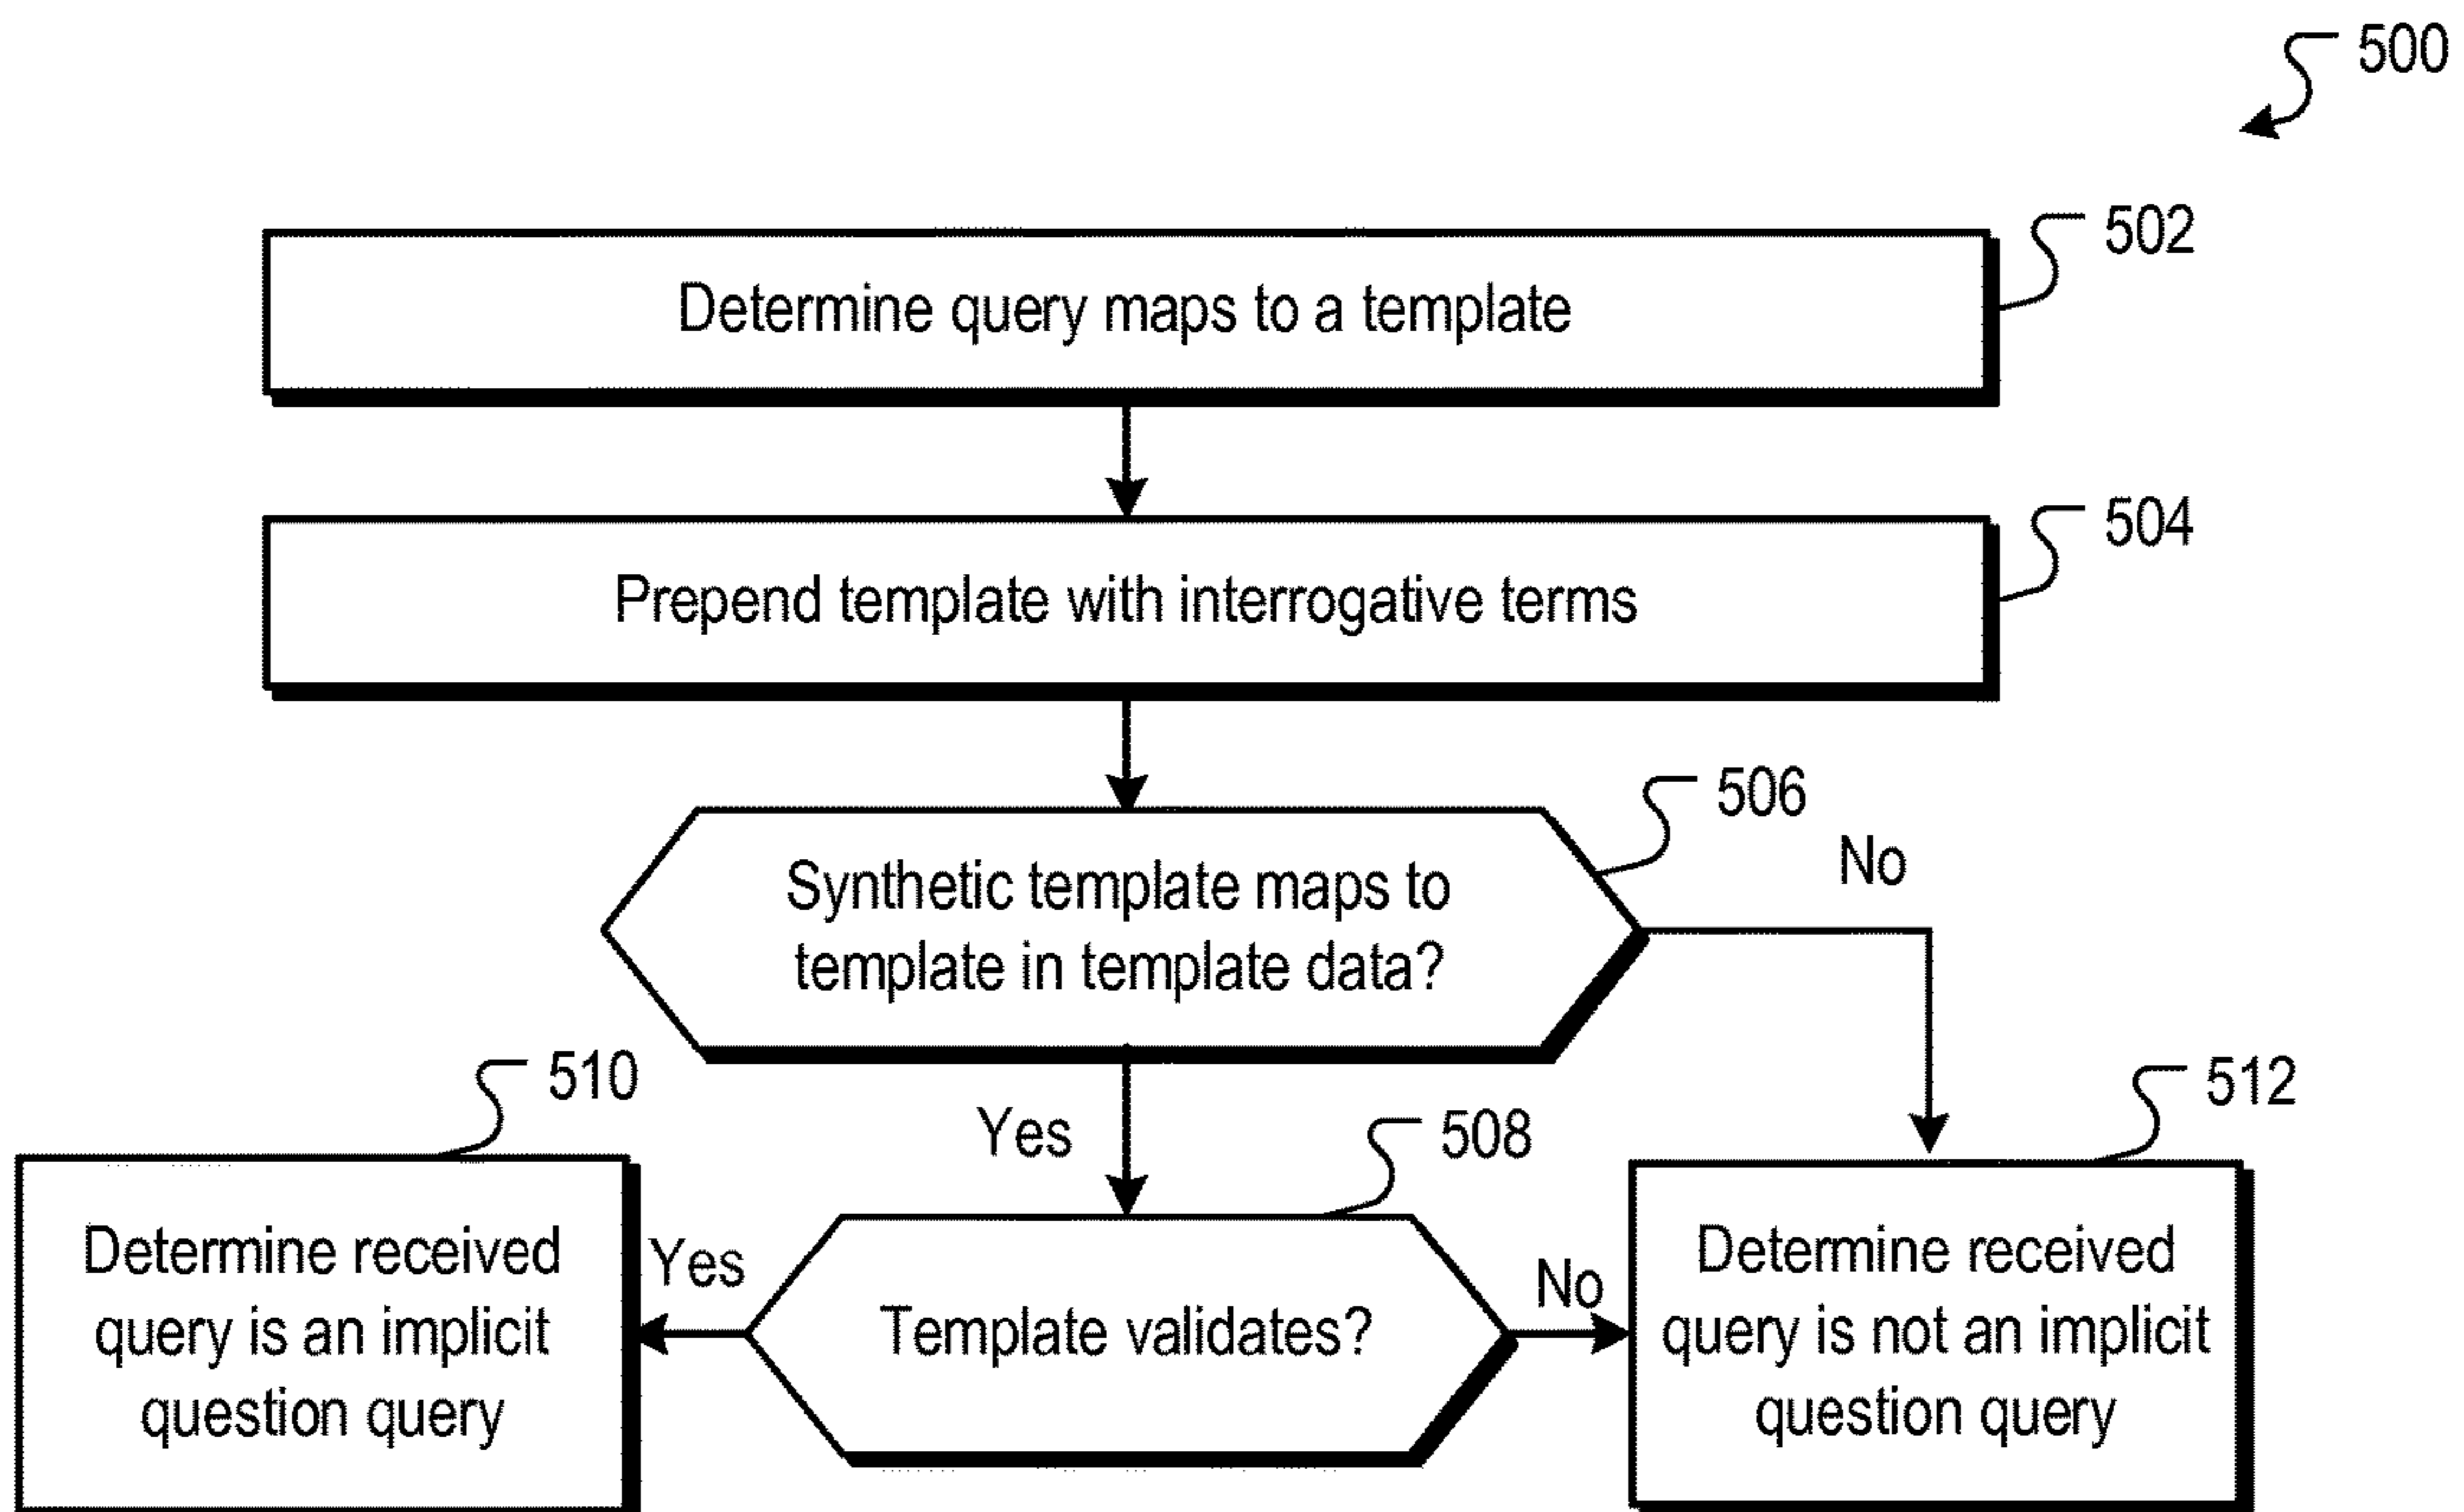 500
502
Determine query maps to a template
504
Prepend template with interrogative terms
506
No
Synthetic template maps to
template in template data?
510
Yes
508
512
Determine received
query is an implicit
question query
Yes
Template validates?
No
Determine received
query is not an implicit
question query